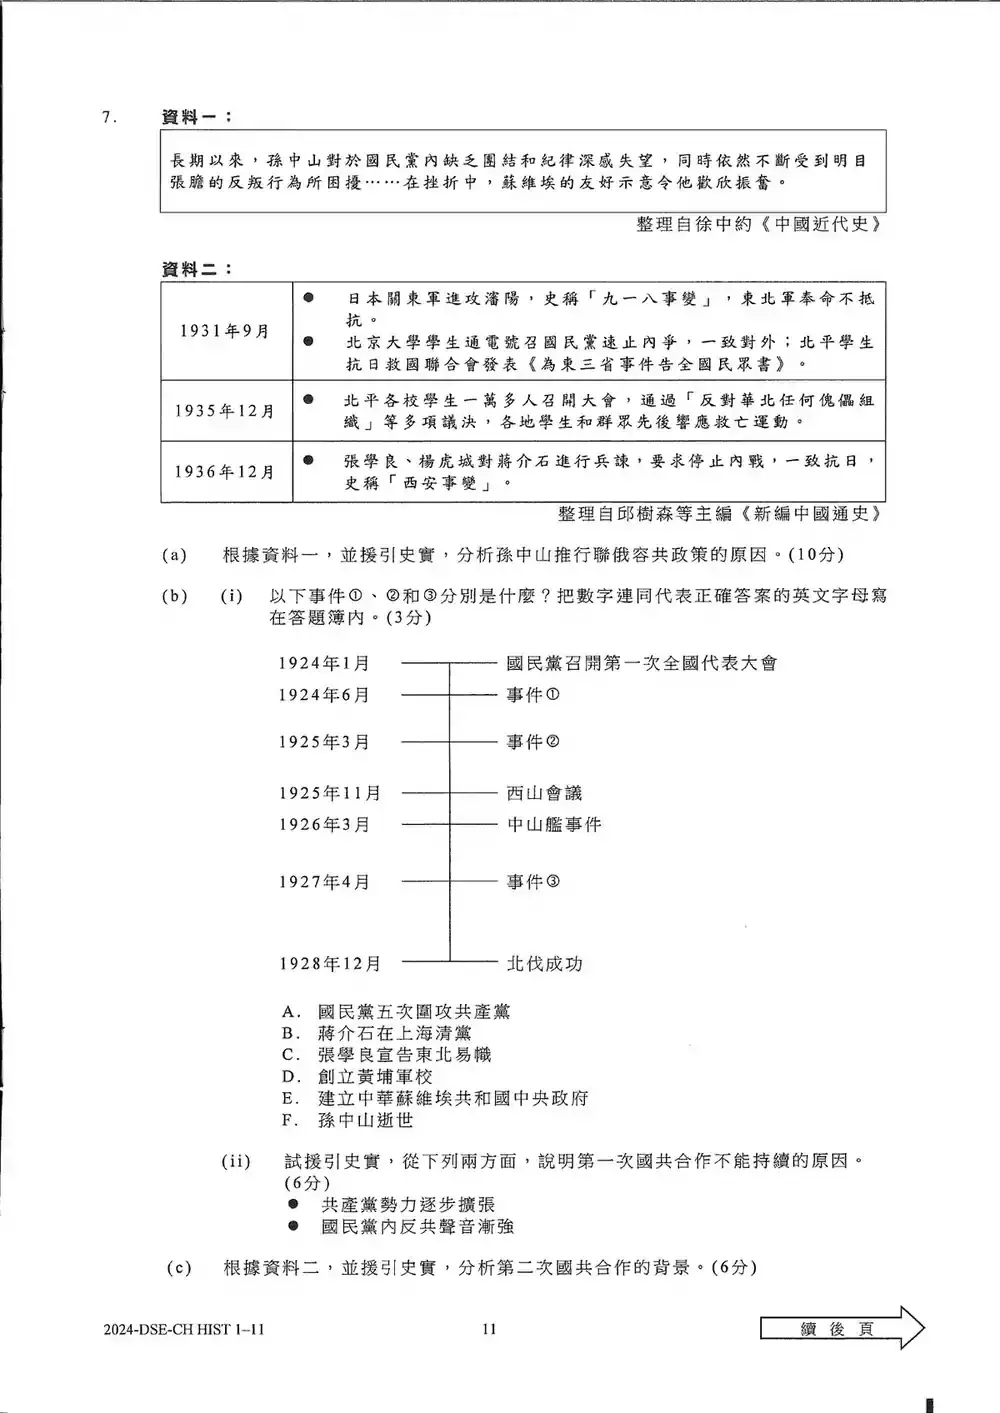 7. 資料一：
長期以來，孫中山對於國民黨內缺乏團結和紀律深感失望，同時依然不斷受到明目
張膽的反叛行為所困擾……在挫折中，蘇維埃的友好示意令他歡欣振奮。
整理自徐中約《中國近代史》
資料二：
1931年9月
● 日本關東軍進攻瀋陽，史稱「九一八事變」，東北軍奉命不抵
抗。
● 北京大學學生通電號召國民黨速止內爭，一致對外；北平學生
抗日救國聯合會發表《為東三省事件告全國民眾書》。
1935年12月
● 北平各校學生一萬多人召開大會，通過「反對華北任何傀儡組
織」等多項議決，各地學生和群眾先後響應救亡運動。
1936年12月
● 張學良、楊虎城對蔣介石進行兵諫，要求停止內戰，一致抗日，
史稱「西安事變」。
整理自邱樹森等主編《新編中國通史》
(a) 根據資料一，並援引史實，分析孫中山推行聯俄容共政策的原因。(10分)
(b) (i) 以下事件①、②和③分別是什麼？把數字連同代表正確答案的英文字母寫
在答題簿內。(3分)
1924年1月 國民黨召開第一次全國代表大會
1924年6月 事件①
1925年3月 事件②
1925年11月 西山會議
1926年3月 中山艦事件
1927年4月 事件③
1928年12月 北伐成功
A. 國民黨五次圍攻共產黨
B. 蔣介石在上海清黨
C. 張學良宣告東北易幟
D. 創立黃埔軍校
E. 建立中華蘇維埃共和國中央政府
F. 孫中山逝世
(ii) 試援引史實，從下列兩方面，說明第一次國共合作不能持續的原因。
(6分)
● 共產黨勢力逐步擴張
● 國民黨內反共聲音漸強
(c) 根據資料二，並援引史實，分析第二次國共合作的背景。(6分)
2024-DSE-CH HIST 1–11 11 續後頁